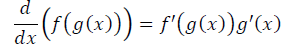 d/dx (f(g(x))) = f′(g(x))g′(x)